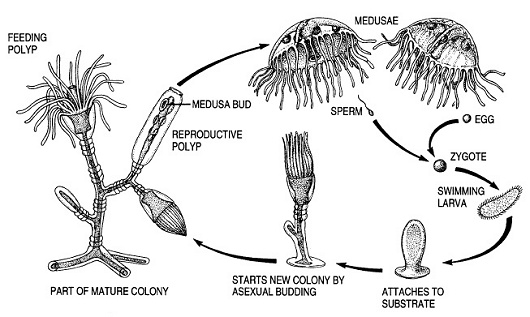 FEEDING
POLYP
MEDUSAE
MEDUSA BUD
REPRODUCTIVE
POLYP
SPERM
EGG
ZYGOTE
SWIMMING
LARVA
PART OF MATURE COLONY
STARTS NEW COLONY BY
ASEXUAL BUDDING
ATTACHES TO
SUBSTRATE